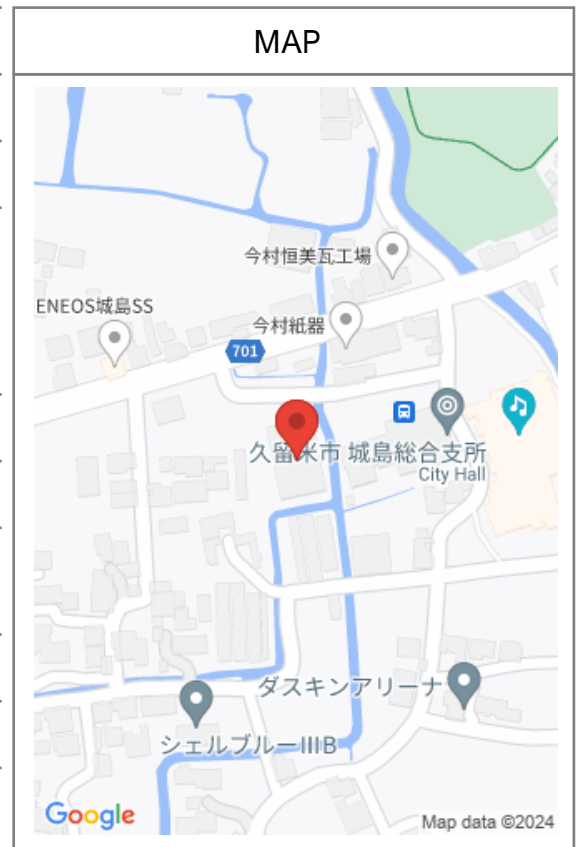 MAP
今村恒美瓦工場
ENEOS城島SS
今村紙器
701
久留米市 城島総合支所
City Hall
ダスキンアリーナ
シェルブルーIIIB
Google
Map data ©2024